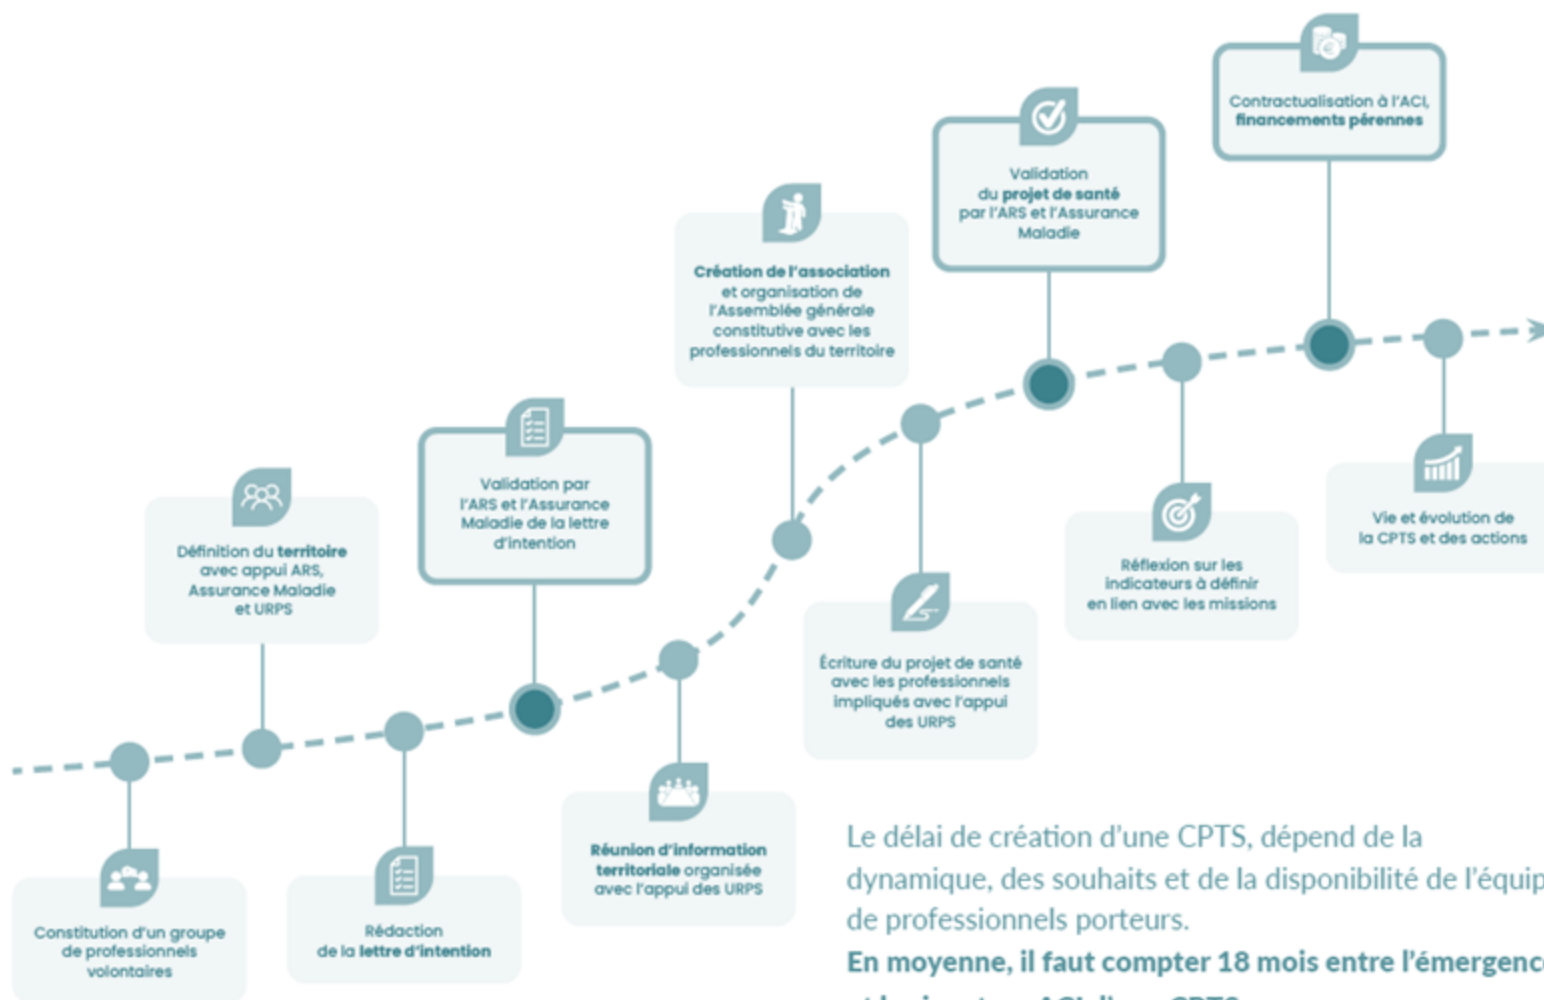 Constitution d'un groupe
de professionnels
volontaires
Définition du territoire
avec appui ARS,
Assurance Maladie
et URPS
Rédaction
de la lettre d'intention
Validation par
l'ARS et l'Assurance
Maladie de la lettre
d'intention
Réunion d'information
territoriale organisée
avec l'appui des URPS
Création de l'association
et organisation de
l'Assemblée générale
constitutive avec les
professionnels du territoire
Écriture du projet de santé
avec les professionnels
impliqués avec l'appui
des URPS
Validation
du projet de santé
par l'ARS et l'Assurance
Maladie
Réflexion sur les
indicateurs à définir
en lien avec les missions
Contractualisation à l'ACI,
financements pérennes
Vie et évolution de
la CPTS et des actions
Le délai de création d'une CPTS, dépend de la
dynamique, des souhaits et de la disponibilité de l'équip
de professionnels porteurs.
En moyenne, il faut compter 18 mois entre l'émergence